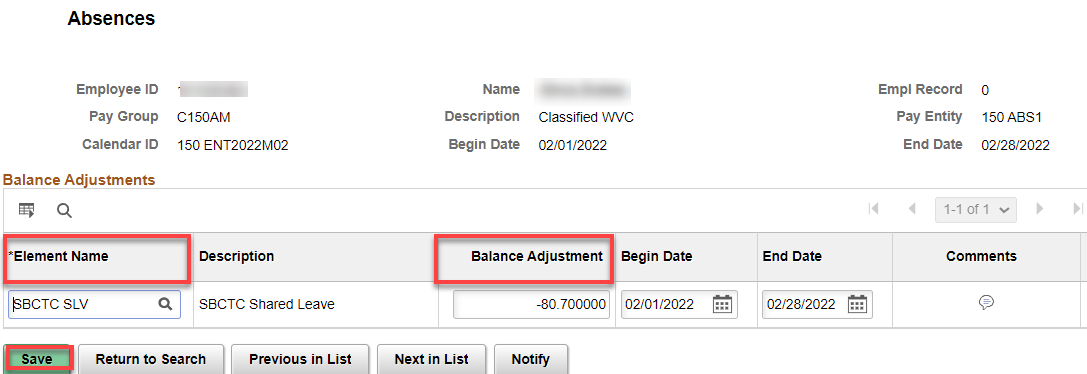 Absences
Employee ID Name Empl Record 0
Pay Group C150AM Description Classified WVC Pay Entity 150 ABS1
Calendar ID 150 ENT2022M02 Begin Date 02/01/2022 End Date 02/28/2022
Balance Adjustments
1-1 of 1
*Element Name Description Balance Adjustment Begin Date End Date Comments
SBCTC SLV SBCTC Shared Leave -80.700000 02/01/2022 02/28/2022
Save Return to Search Previous in List Next in List Notify